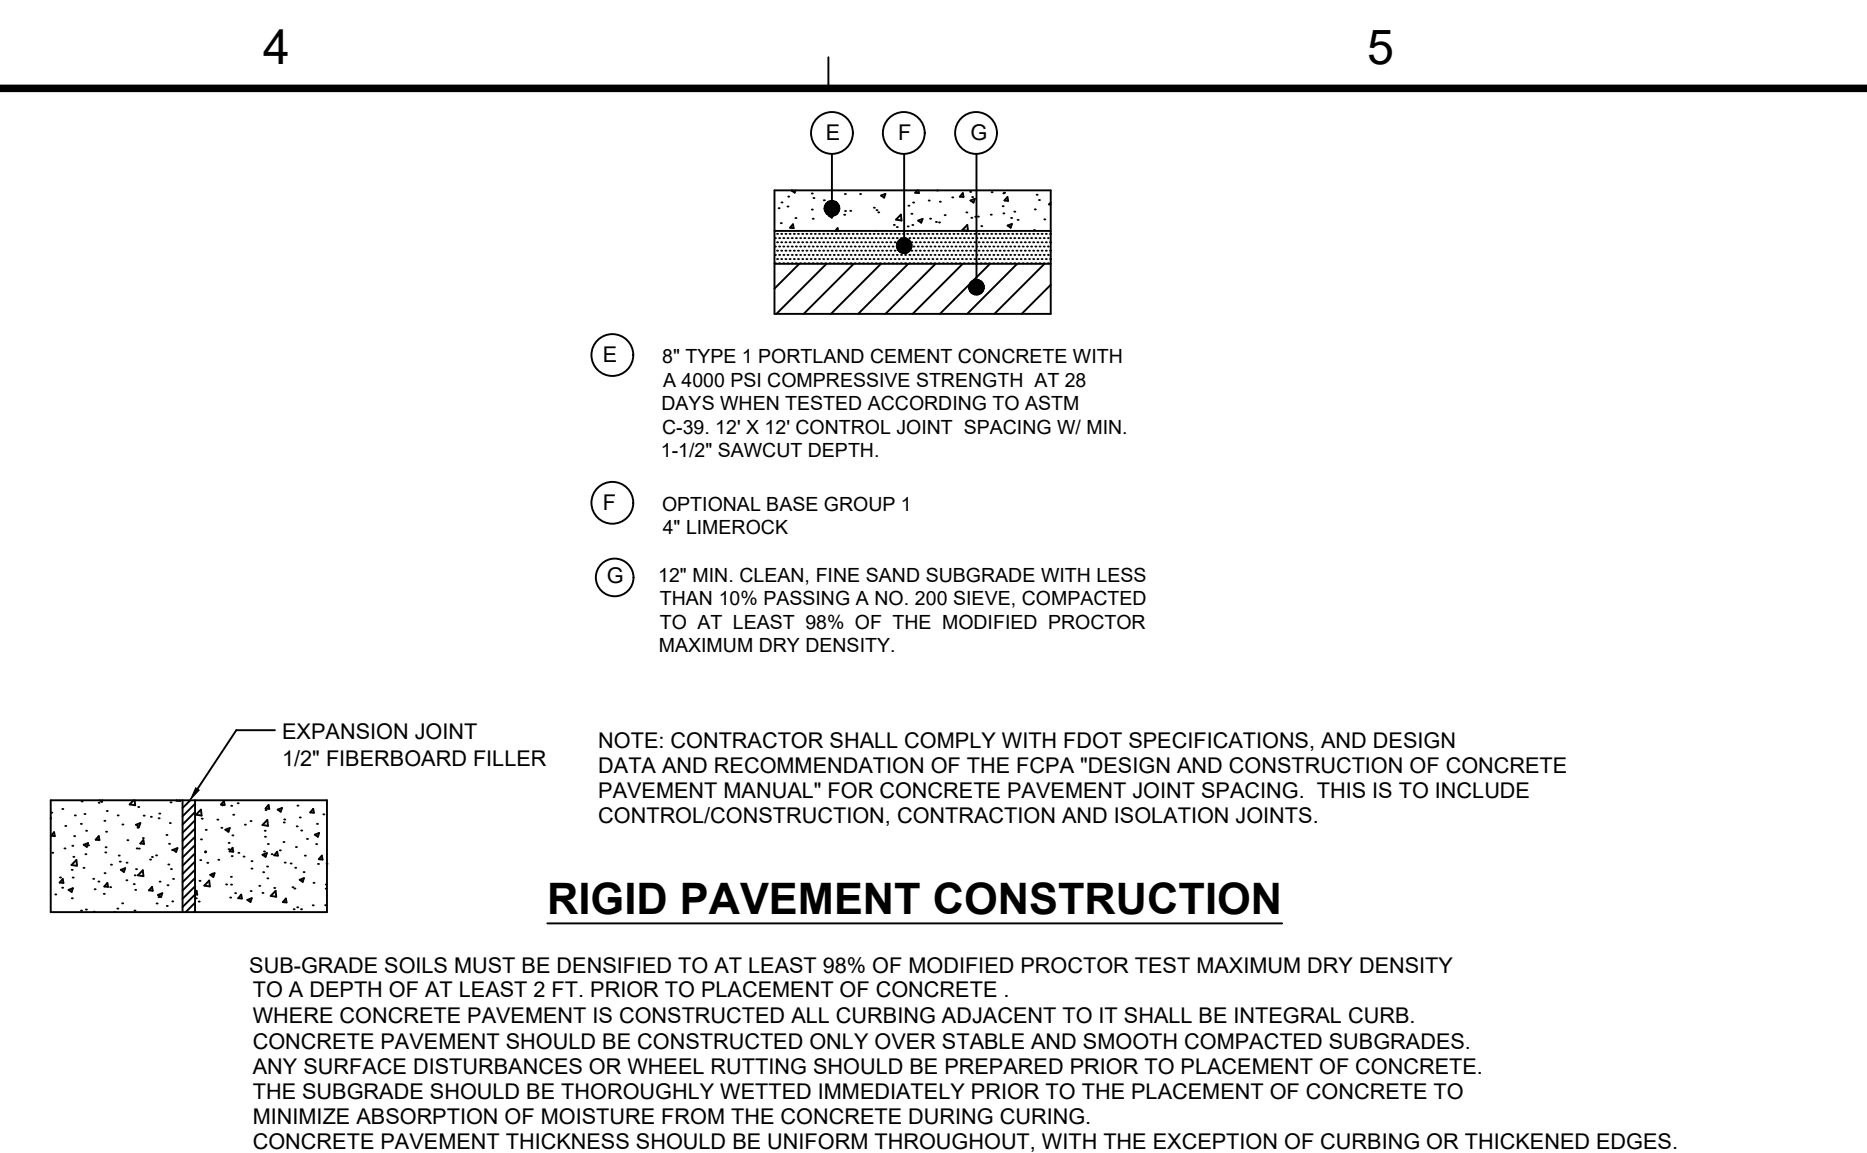 4
5
E F G
E
8" TYPE 1 PORTLAND CEMENT CONCRETE WITH
A 4000 PSI COMPRESSIVE STRENGTH AT 28
DAYS WHEN TESTED ACCORDING TO ASTM
C-39. 12' X 12' CONTROL JOINT SPACING W/ MIN.
1-1/2" SAWCUT DEPTH.
F
OPTIONAL BASE GROUP 1
4" LIMEROCK
G
12" MIN. CLEAN, FINE SAND SUBGRADE WITH LESS
THAN 10% PASSING A NO. 200 SIEVE, COMPACTED
TO AT LEAST 98% OF THE MODIFIED PROCTOR
MAXIMUM DRY DENSITY.
EXPANSION JOINT
1/2" FIBERBOARD FILLER
NOTE: CONTRACTOR SHALL COMPLY WITH FDOT SPECIFICATIONS, AND DESIGN
DATA AND RECOMMENDATION OF THE FCPA "DESIGN AND CONSTRUCTION OF CONCRETE
PAVEMENT MANUAL" FOR CONCRETE PAVEMENT JOINT SPACING. THIS IS TO INCLUDE
CONTROL/CONSTRUCTION, CONTRACTION AND ISOLATION JOINTS.
RIGID PAVEMENT CONSTRUCTION
SUB-GRADE SOILS MUST BE DENSIFIED TO AT LEAST 98% OF MODIFIED PROCTOR TEST MAXIMUM DRY DENSITY
TO A DEPTH OF AT LEAST 2 FT. PRIOR TO PLACEMENT OF CONCRETE .
WHERE CONCRETE PAVEMENT IS CONSTRUCTED ALL CURBING ADJACENT TO IT SHALL BE INTEGRAL CURB.
CONCRETE PAVEMENT SHOULD BE CONSTRUCTED ONLY OVER STABLE AND SMOOTH COMPACTED SUBGRADES.
ANY SURFACE DISTURBANCES OR WHEEL RUTTING SHOULD BE PREPARED PRIOR TO PLACEMENT OF CONCRETE.
THE SUBGRADE SHOULD BE THOROUGHLY WETTED IMMEDIATELY PRIOR TO THE PLACEMENT OF CONCRETE TO
MINIMIZE ABSORPTION OF MOISTURE FROM THE CONCRETE DURING CURING.
CONCRETE PAVEMENT THICKNESS SHOULD BE UNIFORM THROUGHOUT, WITH THE EXCEPTION OF CURBING OR THICKENED EDGES.